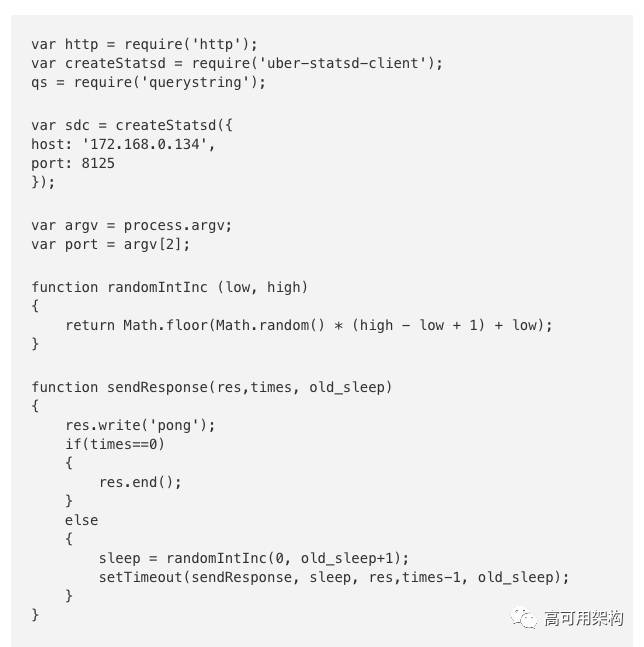 var http = require('http');
var createStatsd = require('uber-statsd-client');
qs = require('querystring');

var sdc = createStatsd({
host: '172.168.0.134',
port: 8125
});

var argv = process.argv;
var port = argv[2];

function randomIntInc (low, high)
{
    return Math.floor(Math.random() * (high - low + 1) + low);
}

function sendResponse(res,times, old_sleep)
{
    res.write('pong');
    if(times==0)
    {
        res.end();
    }
    else
    {
        sleep = randomIntInc(0, old_sleep+1);
        setTimeout(sendResponse, sleep, res,times-1, old_sleep);
    }
}
高可用架构